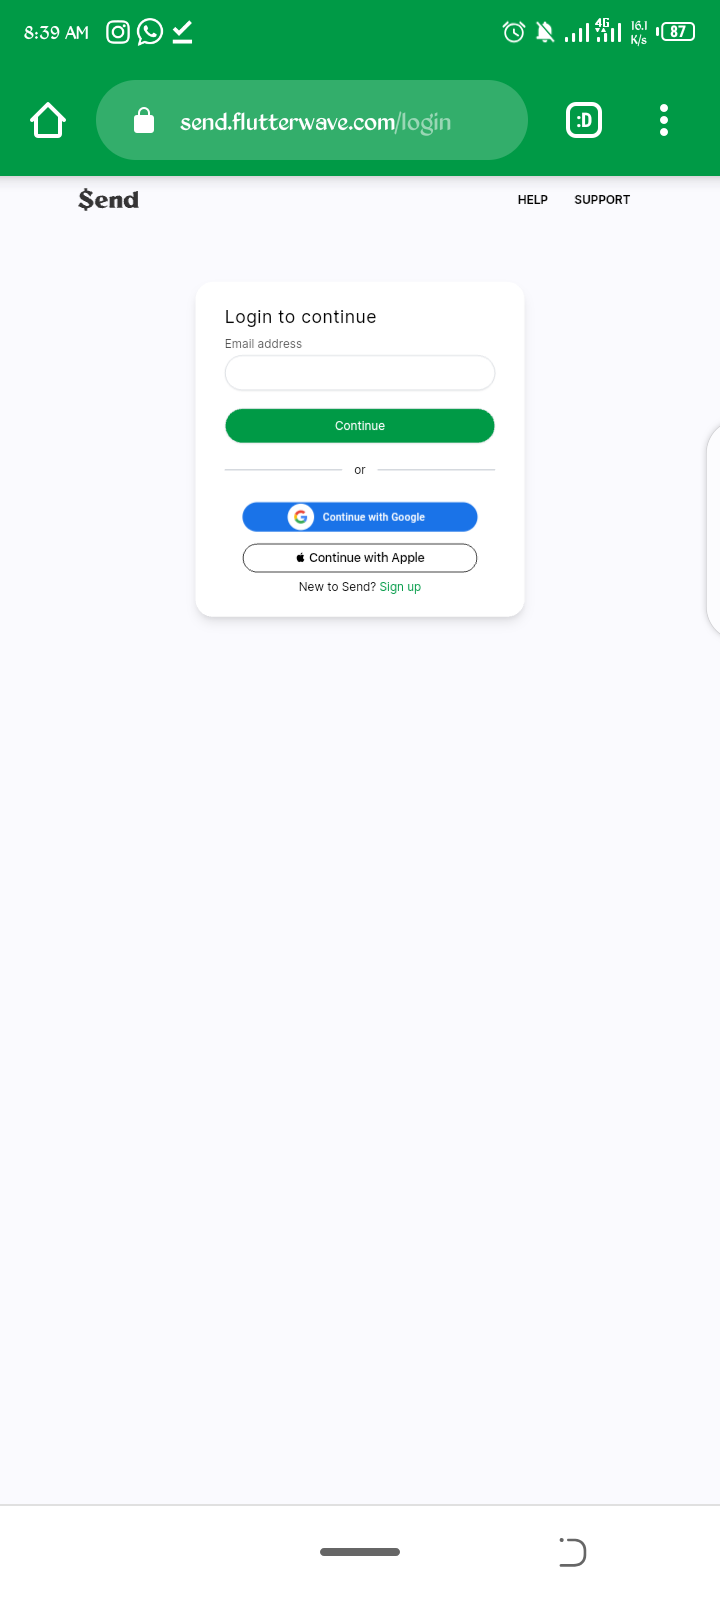 8:39 AM
4G
16.1
K/s
87
send.flutterwave.com/login
:D
$end
HELP SUPPORT
Login to continue
Email address
Continue
or
Continue with Google
Continue with Apple
New to Send? Sign up